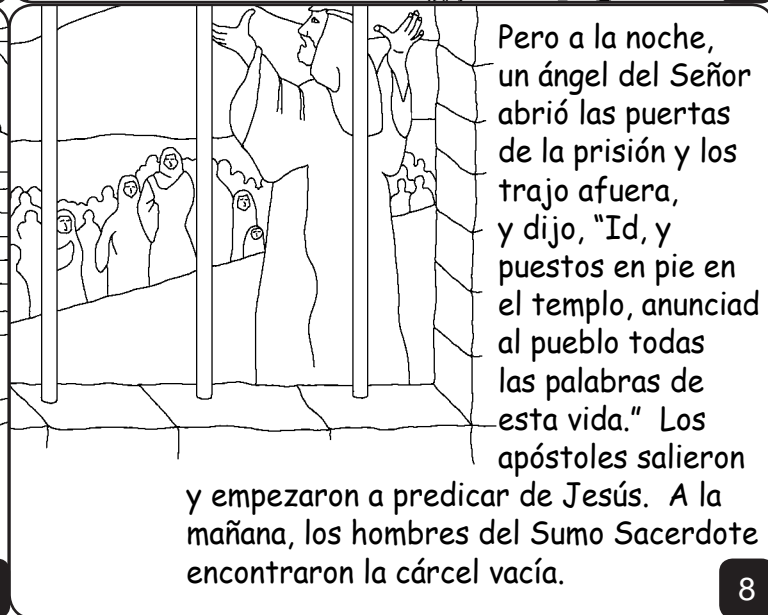 Pero a la noche,
un ángel del Señor
abrió las puertas
de la prisión y los
trajo afuera,
y dijo, “Id, y
puestos en pie en
el templo, anunciad
al pueblo todas
las palabras de
esta vida.” Los
apóstoles salieron
y empezaron a predicar de Jesús. A la
mañana, los hombres del Sumo Sacerdote
encontraron la cárcel vacía.
8